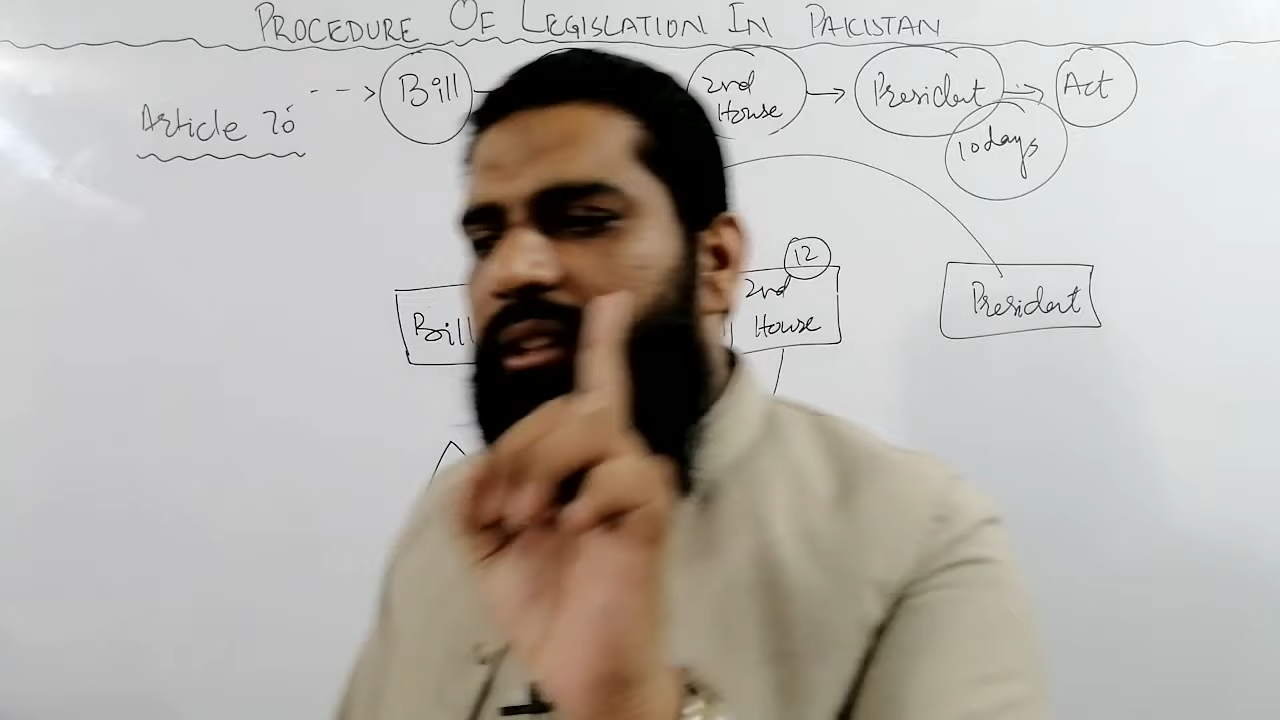 PROCEDURE OF LEGISLATION IN PAKISTAN
Article 70
Bill
2nd
House
President
Act
10 days
Bill
12
2nd
House
President